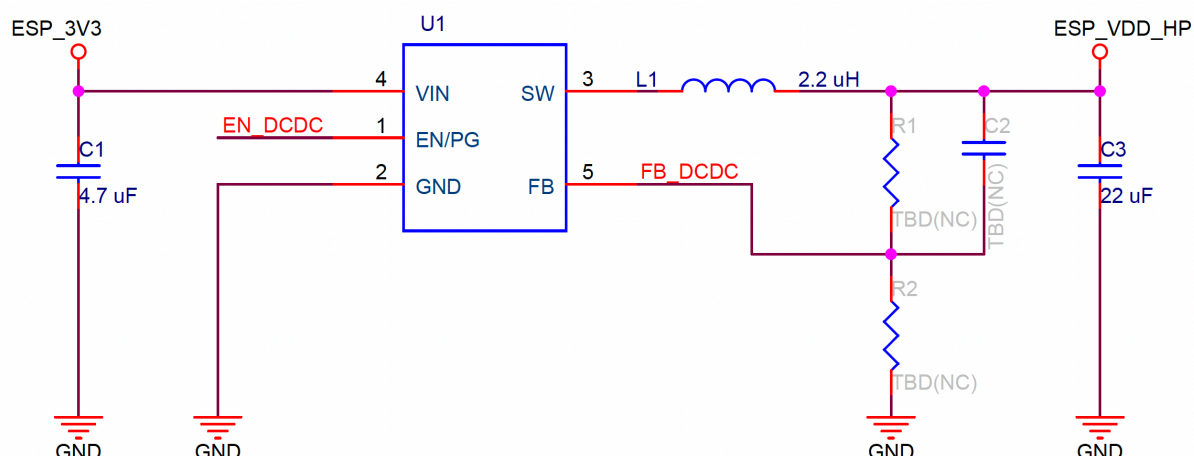 U1
ESP_3V3
ESP_VDD_HP
4
VIN
SW
3
L1
2.2 uH
EN_DCDC
1
EN/PG
R1
C2
C1
4.7 uF
2
GND
FB
5
FB_DCDC
C3
22 uF
TBD(NC)
TBD(NC)
R2
TBD(NC)
GND
GND
GND
GND